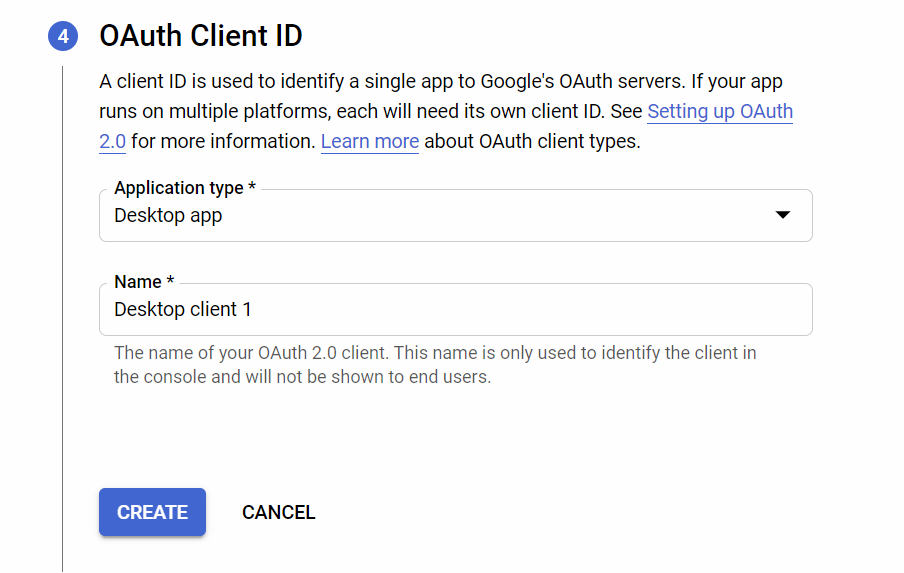 4 OAuth Client ID
A client ID is used to identify a single app to Google's OAuth servers. If your app
runs on multiple platforms, each will need its own client ID. See Setting up OAuth
2.0 for more information. Learn more about OAuth client types.
Application type *
Desktop app
Name *
Desktop client 1
The name of your OAuth 2.0 client. This name is only used to identify the client in
the console and will not be shown to end users.
CREATE CANCEL